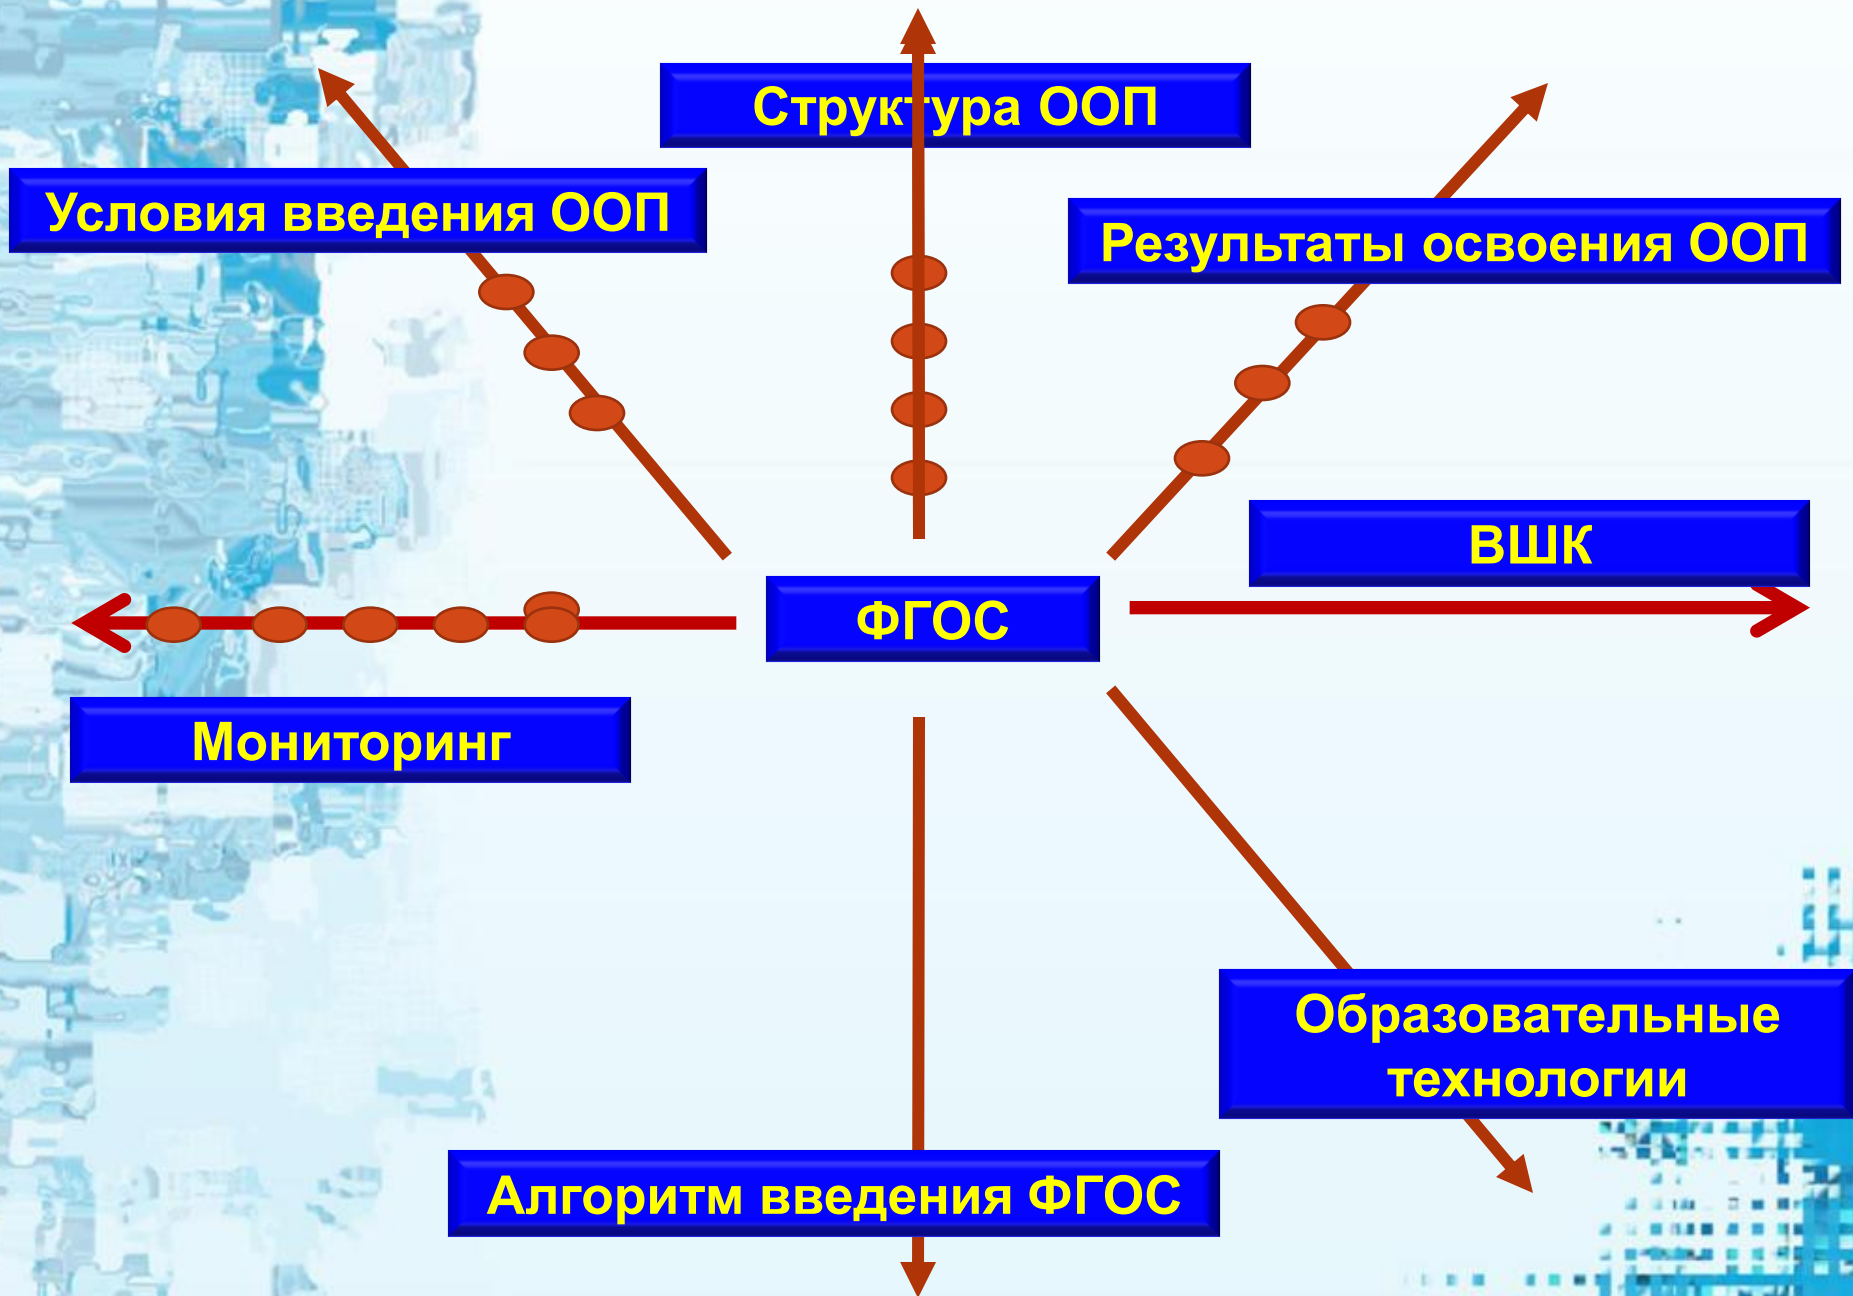 Структура ООП
Условия введения ООП
Результаты освоения ООП
ВШК
ФГОС
Мониторинг
Образовательные
технологии
Алгоритм введения ФГОС